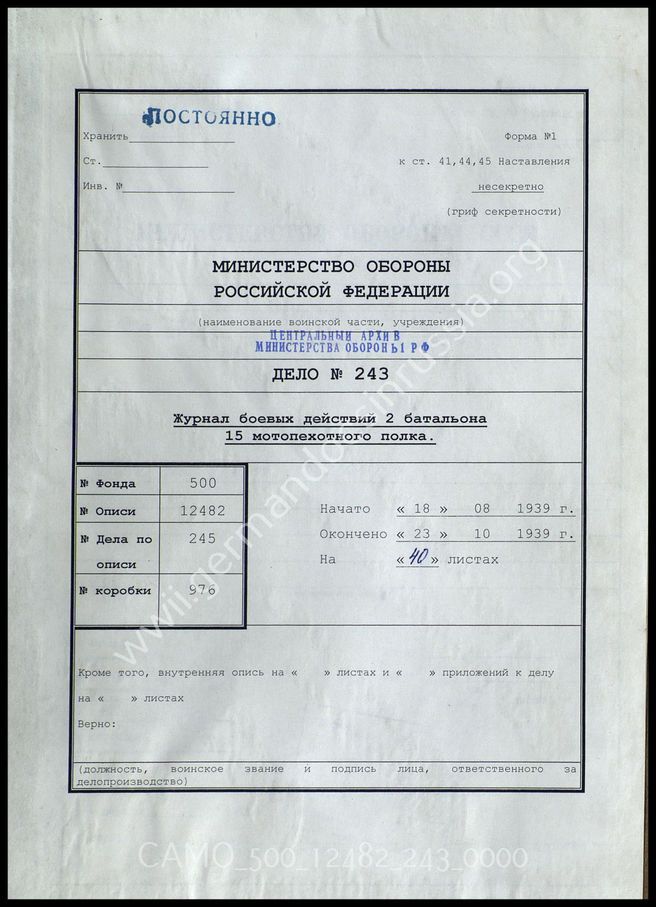 ПОСТОЯННО
Хранить
Форма №1
Ст.
к ст. 41,44,45 Наставления
Инв. №
несекретно
(гриф секретности)
МИНИСТЕРСТВО ОБОРОНЫ
РОССИЙСКОЙ ФЕДЕРАЦИИ
(наименование воинской части, учреждения)
ЦЕНТРАЛЬНЫЙ АРХИВ
МИНИСТЕРСТВА ОБОРОНЫ РФ
ДЕЛО № 243
Журнал боевых действий 2 батальона
15 мотопехотного полка.
№ Фонда 500
№ Описи 12482
№ Дела по описи 245
№ коробки 976
Начато « 18 » 08 1939 г.
Окончено « 23 » 10 1939 г.
На « 40 » листах
Кроме того, внутренняя опись на « » листах и « » приложений к делу
на « » листах
Верно:
(должность, воинское звание и подпись лица, ответственного за
делопроизводство)
www.germandocsinrussia.org
CAMO_500_12482_243_0000